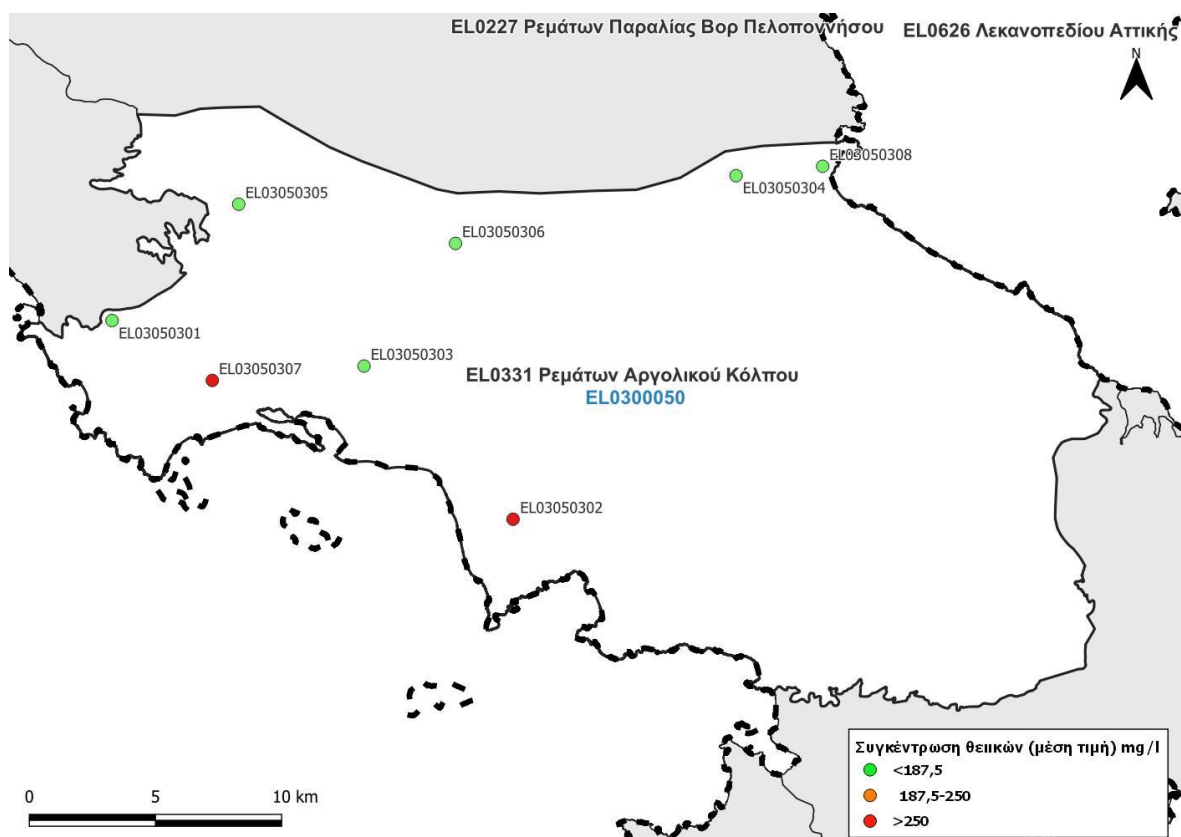 EL0227 Ρεμάτων Παραλίας Βορ Πελοποννήσου
EL0626 Λεκανοπεδίου Αττικής
N
EL03050308
EL03050304
EL03050305
EL03050306
EL03050301
EL03050303
EL03050307
EL0331 Ρεμάτων Αργολικού Κόλπου
EL0300050
EL03050302
Συγκέντρωση θειικών (μέση τιμή) mg/l
<187,5
187,5-250
>250
0 5 10 km